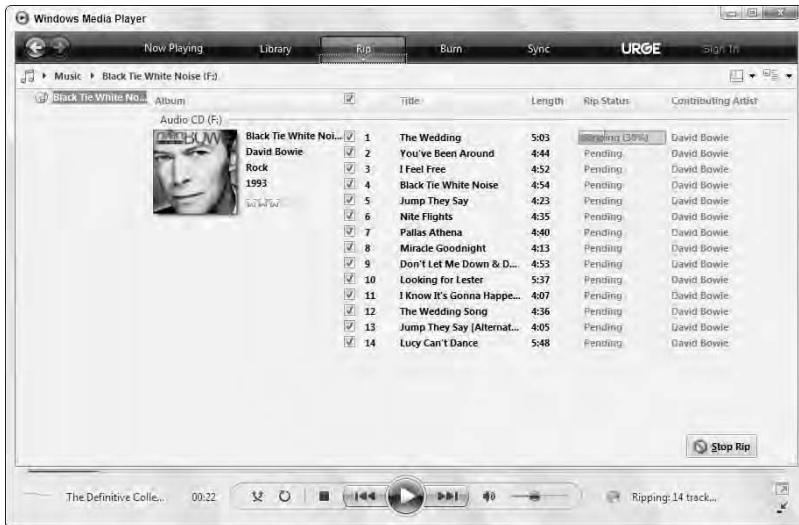 Windows Media Player
Now Playing Library Rip Burn Sync URGE Sign In
Music Black Tie White Noise (F:)
Black Tie White No... Album Title Length Rip Status Contributing Artist
Audio CD (F:)
BOW
Black Tie White Noi...
David Bowie
Rock
1993
1 The Wedding 5:03 (30%) David Bowie
2 You've Been Around 4:44 Pending David Bowie
3 I Feel Free 4:52 Pending David Bowie
4 Black Tie White Noise 4:54 Pending David Bowie
5 Jump They Say 4:23 Pending David Bowie
6 Nite Flights 4:35 Pending David Bowie
7 Pallas Athena 4:40 Pending David Bowie
8 Miracle Goodnight 4:13 Pending David Bowie
9 Don't Let Me Down & D... 4:53 Pending David Bowie
10 Looking for Lester 5:37 Pending David Bowie
11 I Know It's Gonna Happe... 4:07 Pending David Bowie
12 The Wedding Song 4:36 Pending David Bowie
13 Jump They Say [Alternat... 4:05 Pending David Bowie
14 Lucy Can't Dance 5:48 Pending David Bowie
Stop Rip
The Definitive Colle... 00:22 Ripping: 14 track...